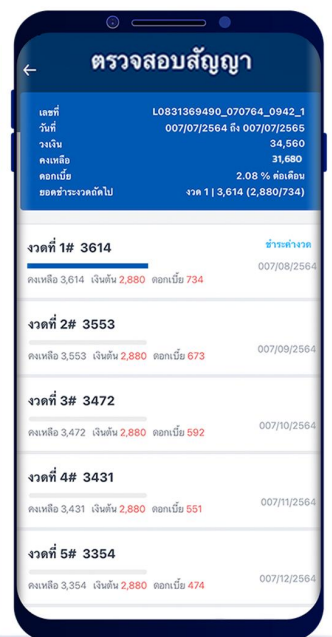 ตรวจสอบสัญญา
เลขที่ L0831369490_070764_0942_1
วันที่ 007/07/2564 ถึง 007/07/2565
วงเงิน 34,560
คงเหลือ 31,680
ดอกเบี้ย 2.08 % ต่อเดือน
ยอดชำระงวดถัดไป งวด 1 | 3,614 (2,880/734)
งวดที่ 1# 3614 ชำระค่างวด
007/08/2564
คงเหลือ 3,614 เงินต้น 2,880 ดอกเบี้ย 734
งวดที่ 2# 3553
007/09/2564
คงเหลือ 3,553 เงินต้น 2,880 ดอกเบี้ย 673
งวดที่ 3# 3472
007/10/2564
คงเหลือ 3,472 เงินต้น 2,880 ดอกเบี้ย 592
งวดที่ 4# 3431
007/11/2564
คงเหลือ 3,431 เงินต้น 2,880 ดอกเบี้ย 551
งวดที่ 5# 3354
007/12/2564
คงเหลือ 3,354 เงินต้น 2,880 ดอกเบี้ย 474